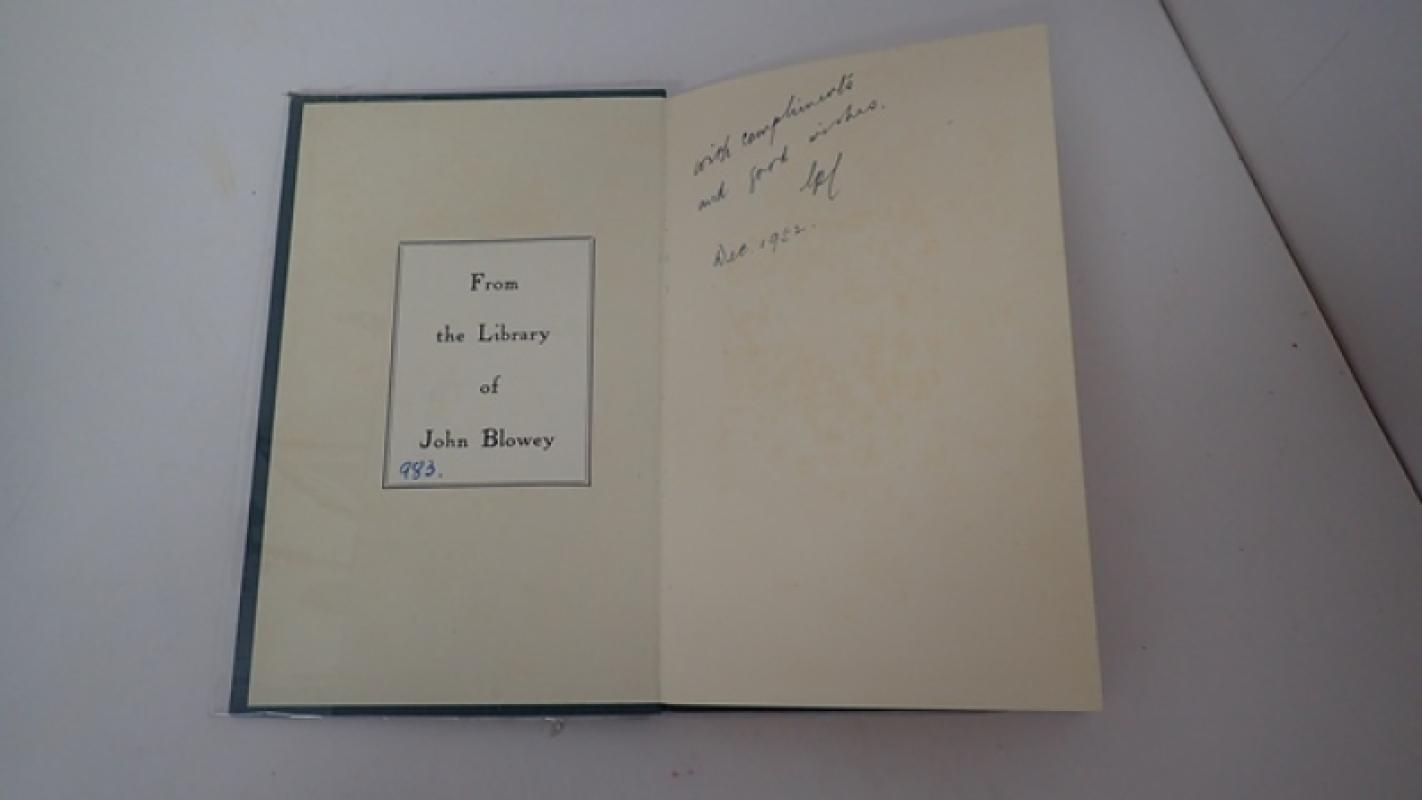 From
the Library
of
John Blowey
983.
with compliments
and good wishes.
Dec. 1952.